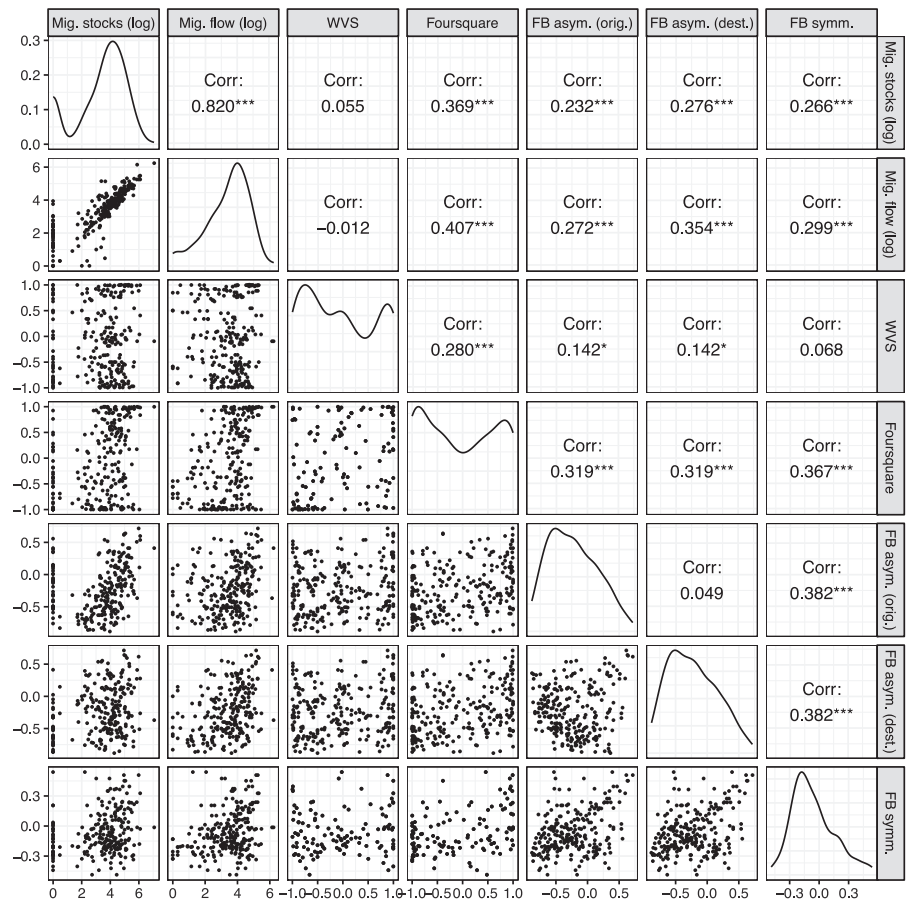 Mig. stocks (log) Mig. flow (log) WVS Foursquare FB asym. (orig.) FB asym. (dest.) FB symm.
0.3
0.2
0.1
0.0
Corr: Corr: Corr: Corr: Corr: Corr:
0.820*** 0.055 0.369*** 0.232*** 0.276*** 0.266***
Mig. stocks (log)
6
4
2
0
Corr: Corr: Corr: Corr: Corr:
−0.012 0.407*** 0.272*** 0.354*** 0.299***
Mig. flow (log)
1.0
0.5
0.0
−0.5
−1.0
Corr: Corr: Corr: Corr:
0.280*** 0.142* 0.142* 0.068
WVS
1.0
0.5
0.0
−0.5
−1.0
Corr: Corr: Corr:
0.319*** 0.319*** 0.367***
Foursquare
0.5
0.0
−0.5
Corr: Corr:
0.049 0.382***
FB asym. (orig.)
0.5
0.0
−0.5
Corr:
0.382***
FB asym. (dest.)
0.3
0.0
−0.3
FB symm.
0 2 4 6 0 2 4 6 −1.0 −0.5 0.0 0.5 1.0 −1.0 −0.5 0.0 0.5 1.0 −0.5 0.0 0.5 −0.5 0.0 0.5 −0.3 0.0 0.3